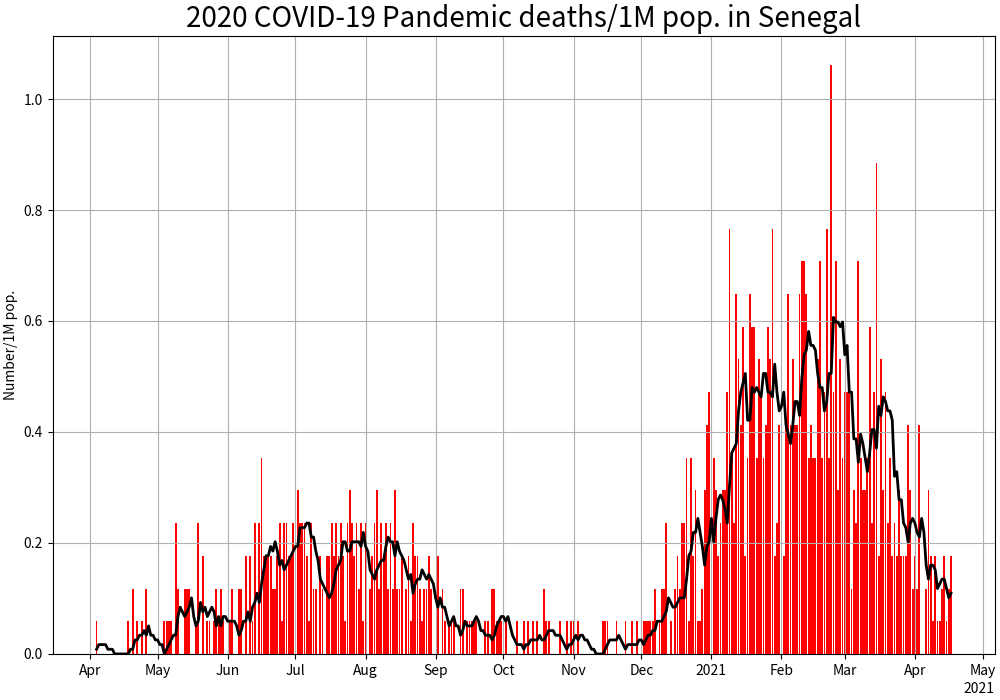 2020 COVID-19 Pandemic deaths/1M pop. in Senegal
Number/1M pop.
1.0
0.8
0.6
0.4
0.2
0.0
Apr May Jun Jul Aug Sep Oct Nov Dec 2021 Feb Mar Apr May
2021